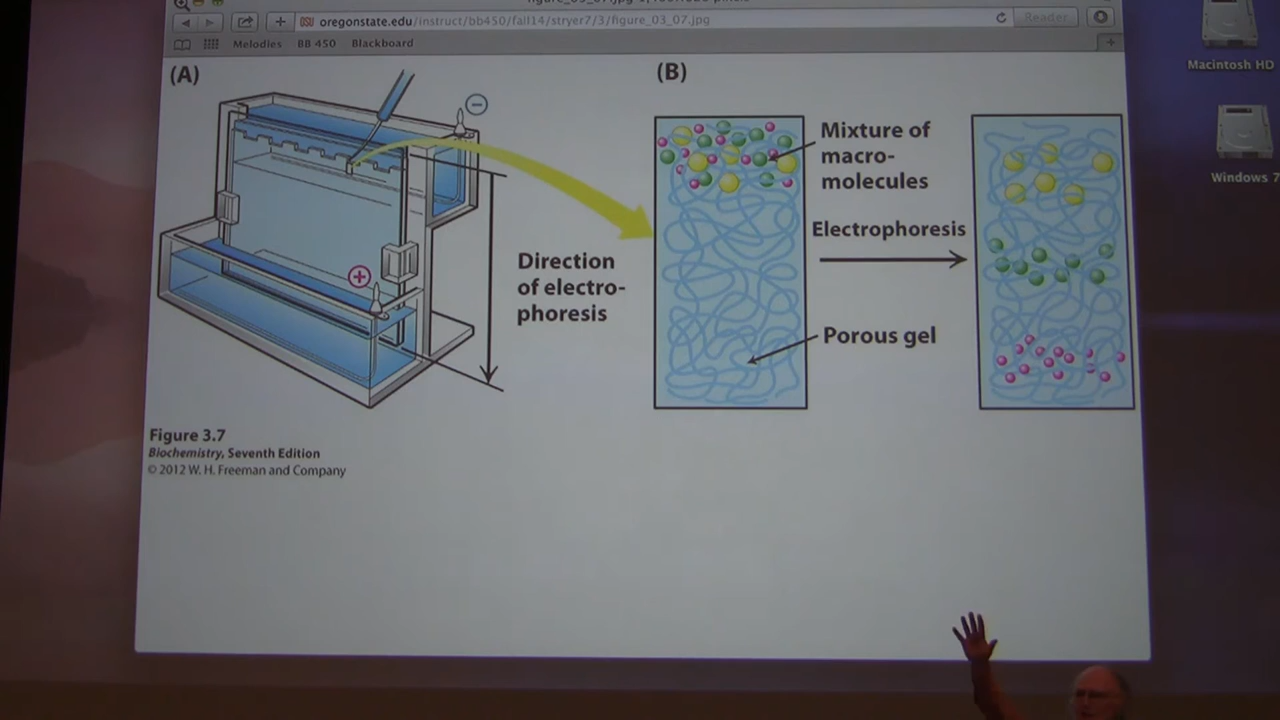 oregonstate.edu/instruct/bb450/fall14/stryer7/3/figure_03_07.jpg
Reader
Melodies BB 450 Blackboard
Macintosh HD
Windows 7
(A)
(B)
−
+
Direction
of electro-
phoresis
Mixture of
macro-
molecules
Electrophoresis
Porous gel
Figure 3.7
Biochemistry, Seventh Edition
© 2012 W. H. Freeman and Company